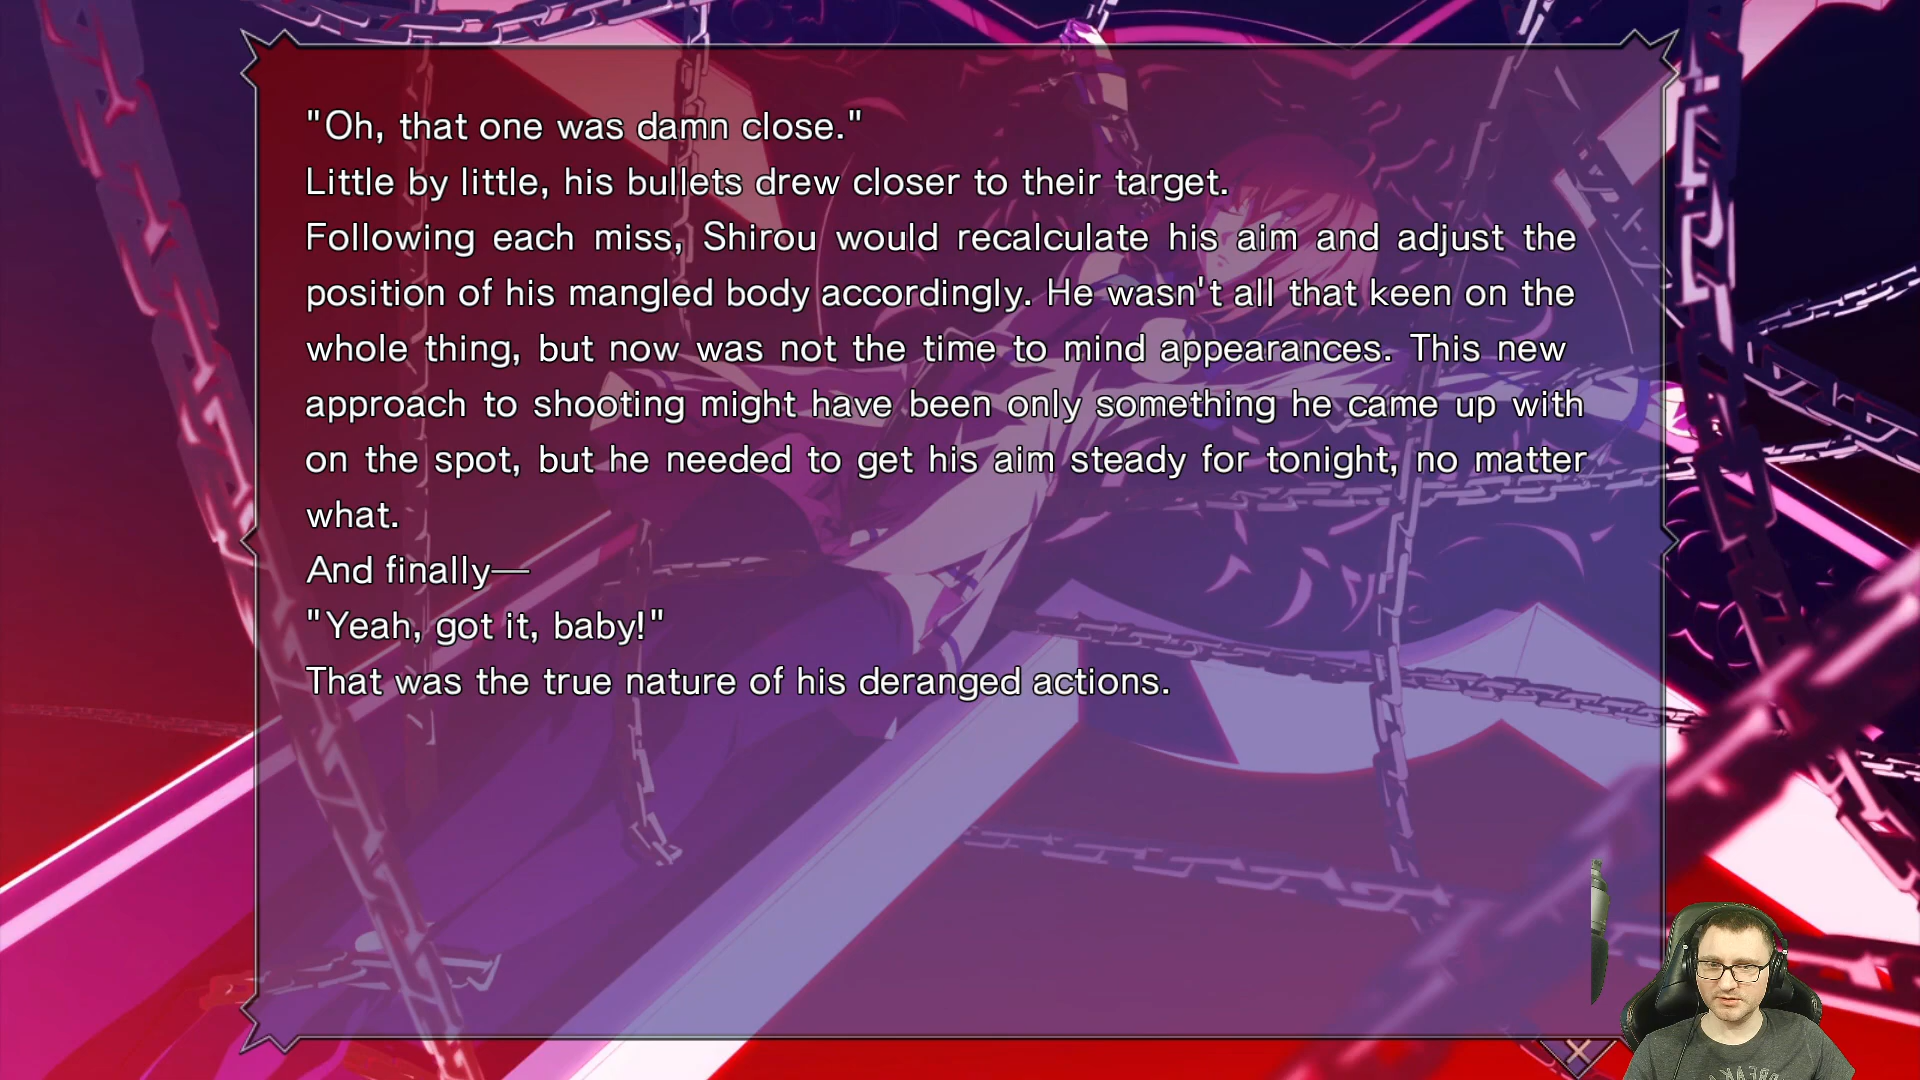 "Oh, that one was damn close."
Little by little, his bullets drew closer to their target.
Following each miss, Shirou would recalculate his aim and adjust the
position of his mangled body accordingly. He wasn't all that keen on the
whole thing, but now was not the time to mind appearances. This new
approach to shooting might have been only something he came up with
on the spot, but he needed to get his aim steady for tonight, no matter
what.
And finally—
"Yeah, got it, baby!"
That was the true nature of his deranged actions.